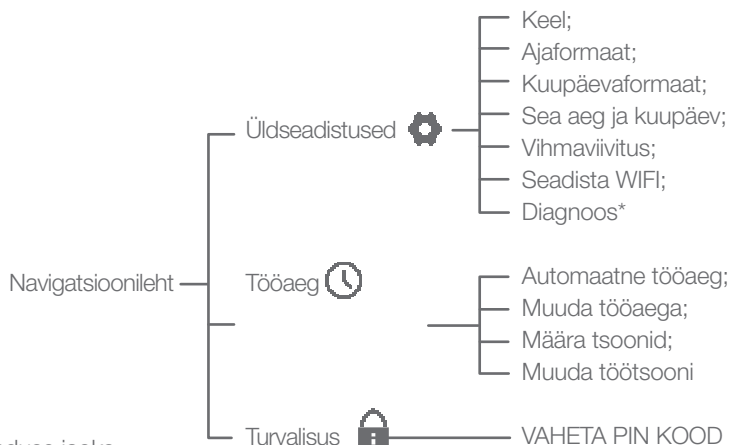 Keel;
Ajaformaat;
Kuupäevaformaat;
Sea aeg ja kuupäev;
Vihmaviivitus;
Seadista WIFI;
Diagnoos*
Üldseadistused
Navigatsioonileht
Tööaeg
Automaatne tööaeg;
Muuda tööaega;
Määra tsoonid;
Muuda töötsooni
Turvalisus
VAHETA PIN KOOD